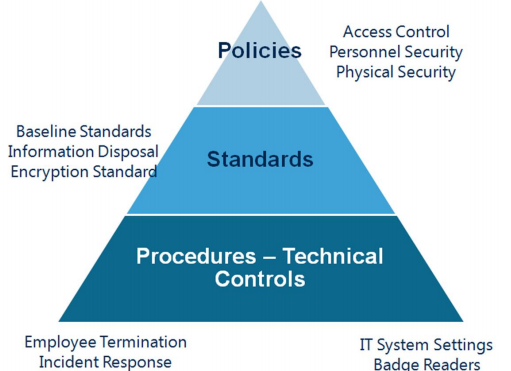 Policies
Access Control
Personnel Security
Physical Security
Baseline Standards
Information Disposal
Encryption Standard
Standards
Procedures – Technical
Controls
Employee Termination
Incident Response
IT System Settings
Badge Readers